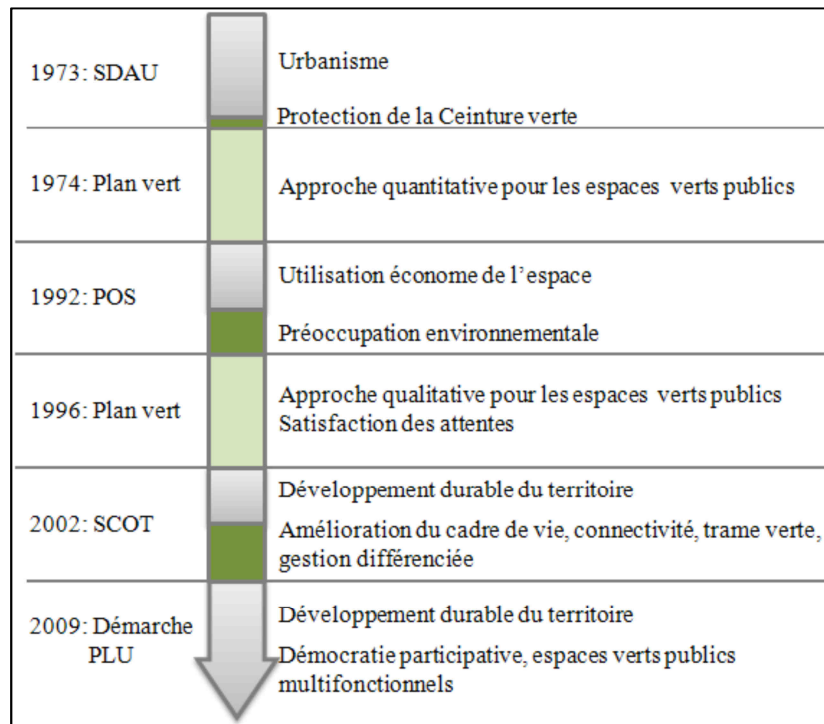 1973: SDAU
Urbanisme
Protection de la Ceinture verte
1974: Plan vert
Approche quantitative pour les espaces verts publics
1992: POS
Utilisation économe de l’espace
Préoccupation environnementale
1996: Plan vert
Approche qualitative pour les espaces verts publics
Satisfaction des attentes
2002: SCOT
Développement durable du territoire
Amélioration du cadre de vie, connectivité, trame verte,
gestion différenciée
2009: Démarche
PLU
Développement durable du territoire
Démocratie participative, espaces verts publics
multifonctionnels